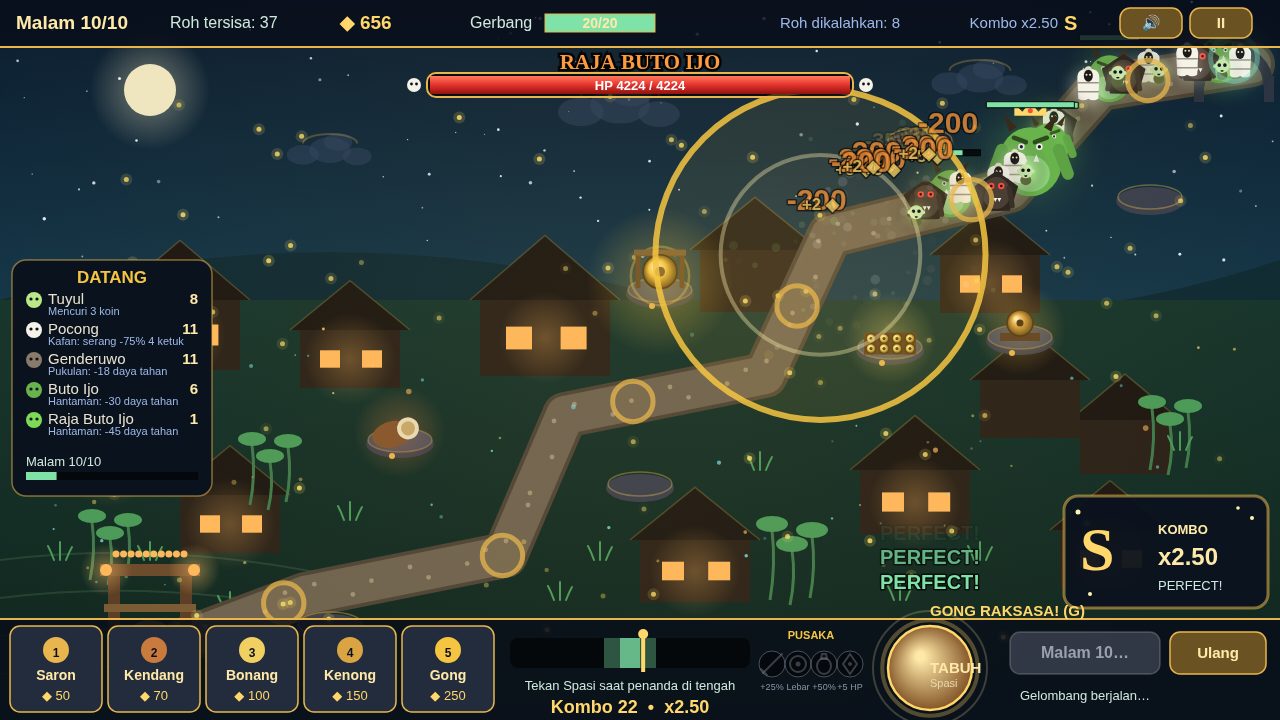 Malam 10/10
Roh tersisa: 37
◆ 656
Gerbang 20/20
Roh dikalahkan: 8
Kombo x2.50 S
RAJA BUTO IJO
HP 4224 / 4224
-200
-200
+2 ◆
-200
+2 ◆
DATANG
Tuyul 8
Mencuri 3 koin
Pocong 11
Kafan: serang -75% 4 ketuk
Genderuwo 11
Pukulan: -18 daya tahan
Buto Ijo 6
Hantaman: -30 daya tahan
Raja Buto Ijo 1
Hantaman: -45 daya tahan
Malam 10/10
PERFECT!
PERFECT!
PERFECT!
S
KOMBO
x2.50
PERFECT!
GONG RAKSASA! (G)
1
Saron
◆ 50
2
Kendang
◆ 70
3
Bonang
◆ 100
4
Kenong
◆ 150
5
Gong
◆ 250
Tekan Spasi saat penanda di tengah
Kombo 22 • x2.50
PUSAKA
+25% Lebar +50% +5 HP
TABUH
Spasi
Malam 10…
Ulang
Gelombang berjalan…